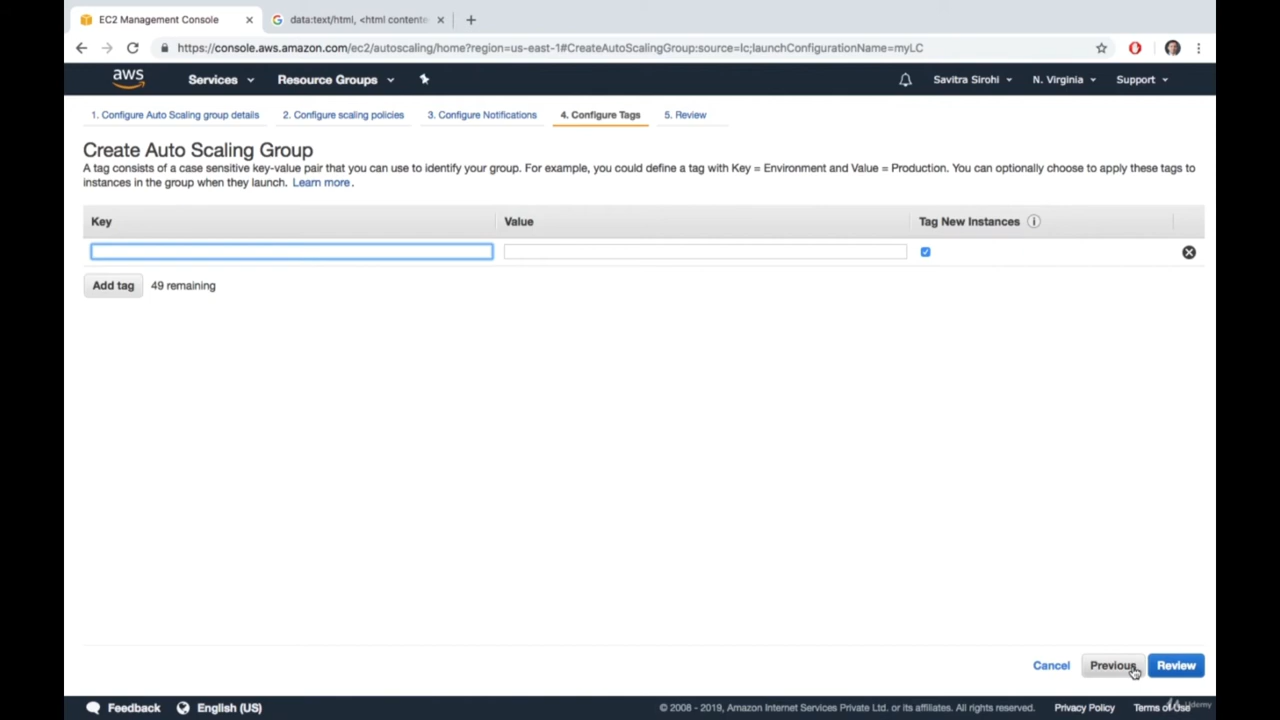 EC2 Management Console
data:text/html, <html contente
https://console.aws.amazon.com/ec2/autoscaling/home?region=us-east-1#CreateAutoScalingGroup:source=lc;launchConfigurationName=myLC
aws Services Resource Groups Savitra Sirohi N. Virginia Support
1. Configure Auto Scaling group details 2. Configure scaling policies 3. Configure Notifications 4. Configure Tags 5. Review
Create Auto Scaling Group
A tag consists of a case sensitive key-value pair that you can use to identify your group. For example, you could define a tag with Key = Environment and Value = Production. You can optionally choose to apply these tags to
instances in the group when they launch. Learn more.
Key Value Tag New Instances
Add tag 49 remaining
Cancel Previous Review
Feedback English (US) © 2008 - 2019, Amazon Internet Services Private Ltd. or its affiliates. All rights reserved. Privacy Policy Terms of Use
Udemy